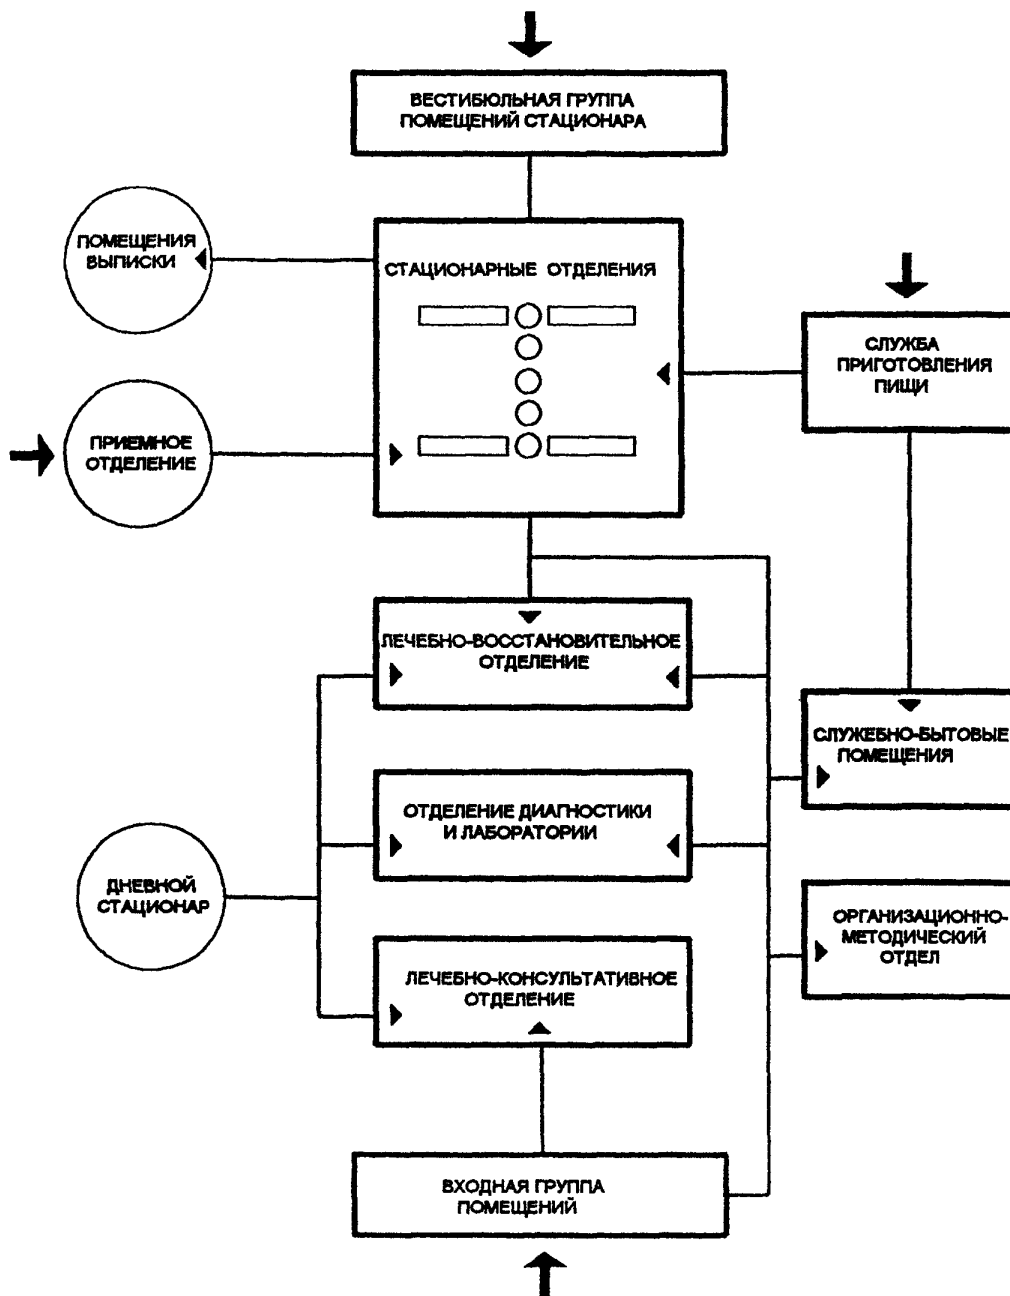 ВЕСТИБЮЛЬНАЯ ГРУППА
ПОМЕЩЕНИЙ СТАЦИОНАРА
ПОМЕЩЕНИЯ
ВЫПИСКИ
СТАЦИОНАРНЫЕ ОТДЕЛЕНИЯ
СЛУЖБА
ПРИГОТОВЛЕНИЯ
ПИЩИ
ПРИЕМНОЕ
ОТДЕЛЕНИЕ
ЛЕЧЕБНО-ВОССТАНОВИТЕЛЬНОЕ
ОТДЕЛЕНИЕ
СЛУЖЕБНО-БЫТОВЫЕ
ПОМЕЩЕНИЯ
ОТДЕЛЕНИЕ ДИАГНОСТИКИ
И ЛАБОРАТОРИИ
ДНЕВНОЙ
СТАЦИОНАР
ОРГАНИЗАЦИОННО-
МЕТОДИЧЕСКИЙ
ОТДЕЛ
ЛЕЧЕБНО-КОНСУЛЬТАТИВНОЕ
ОТДЕЛЕНИЕ
ВХОДНАЯ ГРУППА
ПОМЕЩЕНИЙ